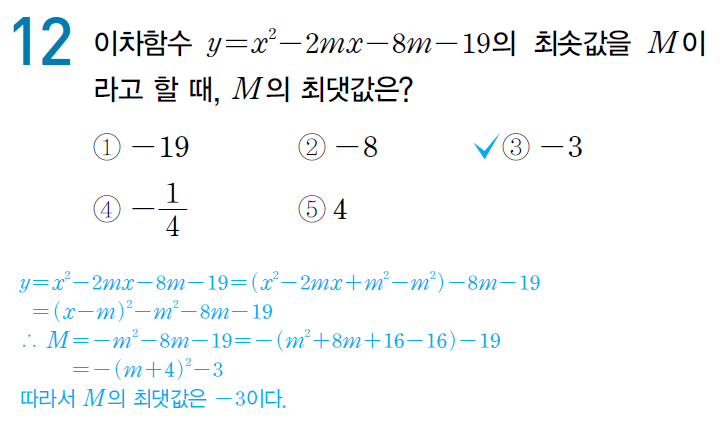 12 이차함수 y=x²-2mx-8m-19의 최솟값을 M이
라고 할 때, M의 최댓값은?
① -19 ② -8 ✓③ -3
④ -1/4 ⑤ 4
y=x²-2mx-8m-19=(x²-2mx+m²-m²)-8m-19
=(x-m)²-m²-8m-19
∴ M=-m²-8m-19=-(m²+8m+16-16)-19
=-(m+4)²-3
따라서 M의 최댓값은 -3이다.